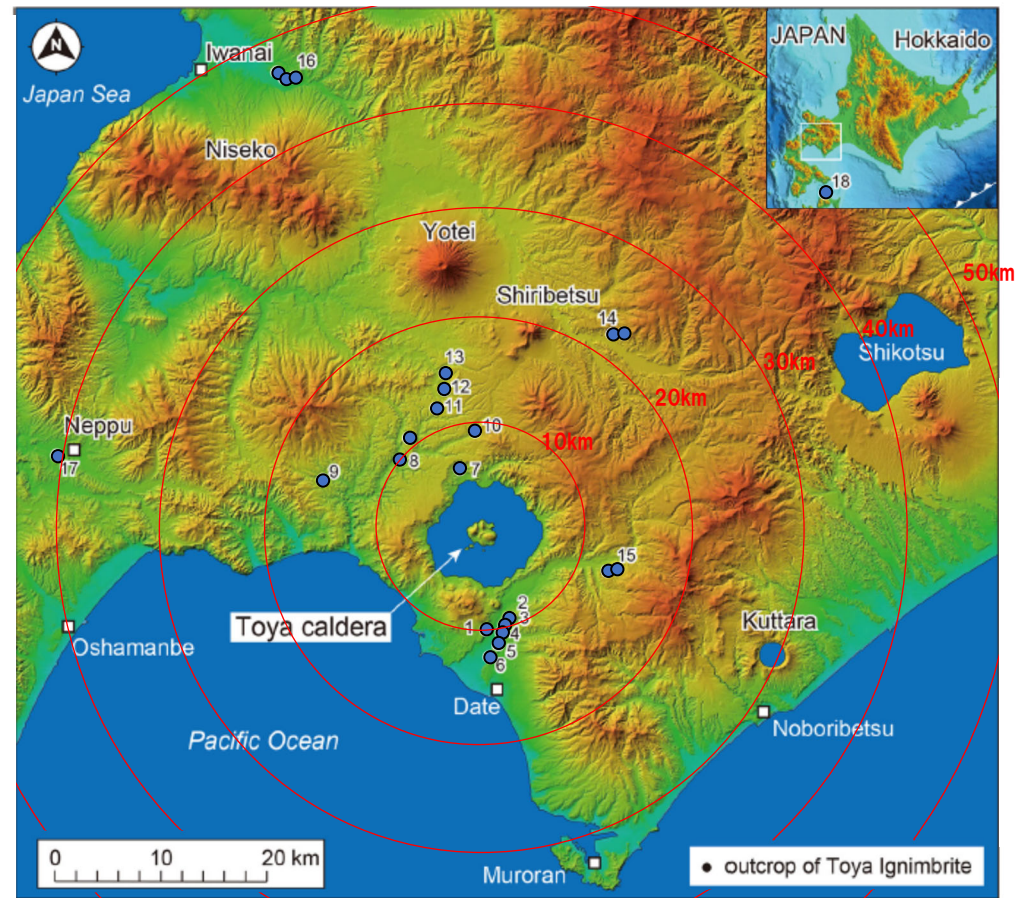 N
Iwanai
16
JAPAN
Hokkaido
Japan Sea
Niseko
18
Yotei
50km
Shiribetsu
14
40km
Shikotsu
30km
13
12
20km
11
Neppu
10
10km
17
8
7
9
15
2
3
1
4
Toya caldera
Kuttara
5
Oshamanbe
6
Date
Noboribetsu
Pacific Ocean
0 10 20 km
Muroran
outcrop of Toya Ignimbrite